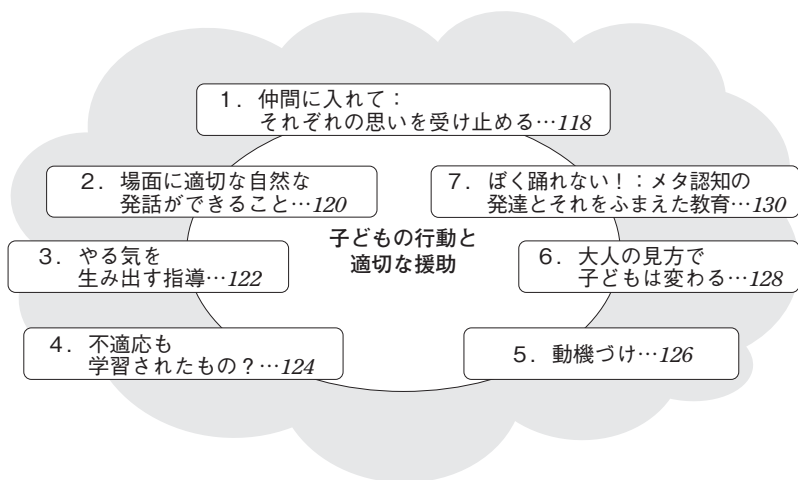 1．仲間に入れて：
それぞれの思いを受け止める…118
2．場面に適切な自然な
発話ができること…120
3．やる気を
生み出す指導…122
4．不適応も
学習されたもの？…124
5．動機づけ…126
6．大人の見方で
子どもは変わる…128
7．ぼく踊れない！：メタ認知の
発達とそれをふまえた教育…130
子どもの行動と
適切な援助